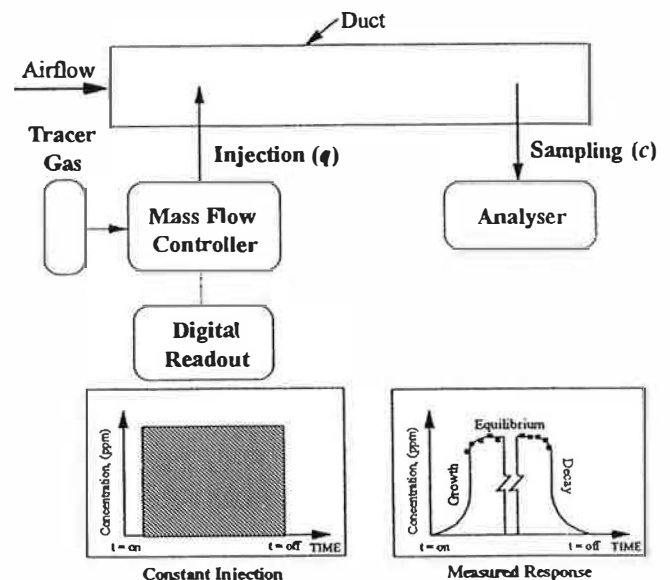 Duct
Airflow
Tracer
Gas
Injection (q)
Sampling (c)
Mass Flow
Controller
Analyser
Digital
Readout
Concentration, (ppm)
t = on
t = off TIME
Constant Injection
Concentration, (ppm)
Growth
Equilibrium
Decay
t = on
t = off TIME
Measured Response